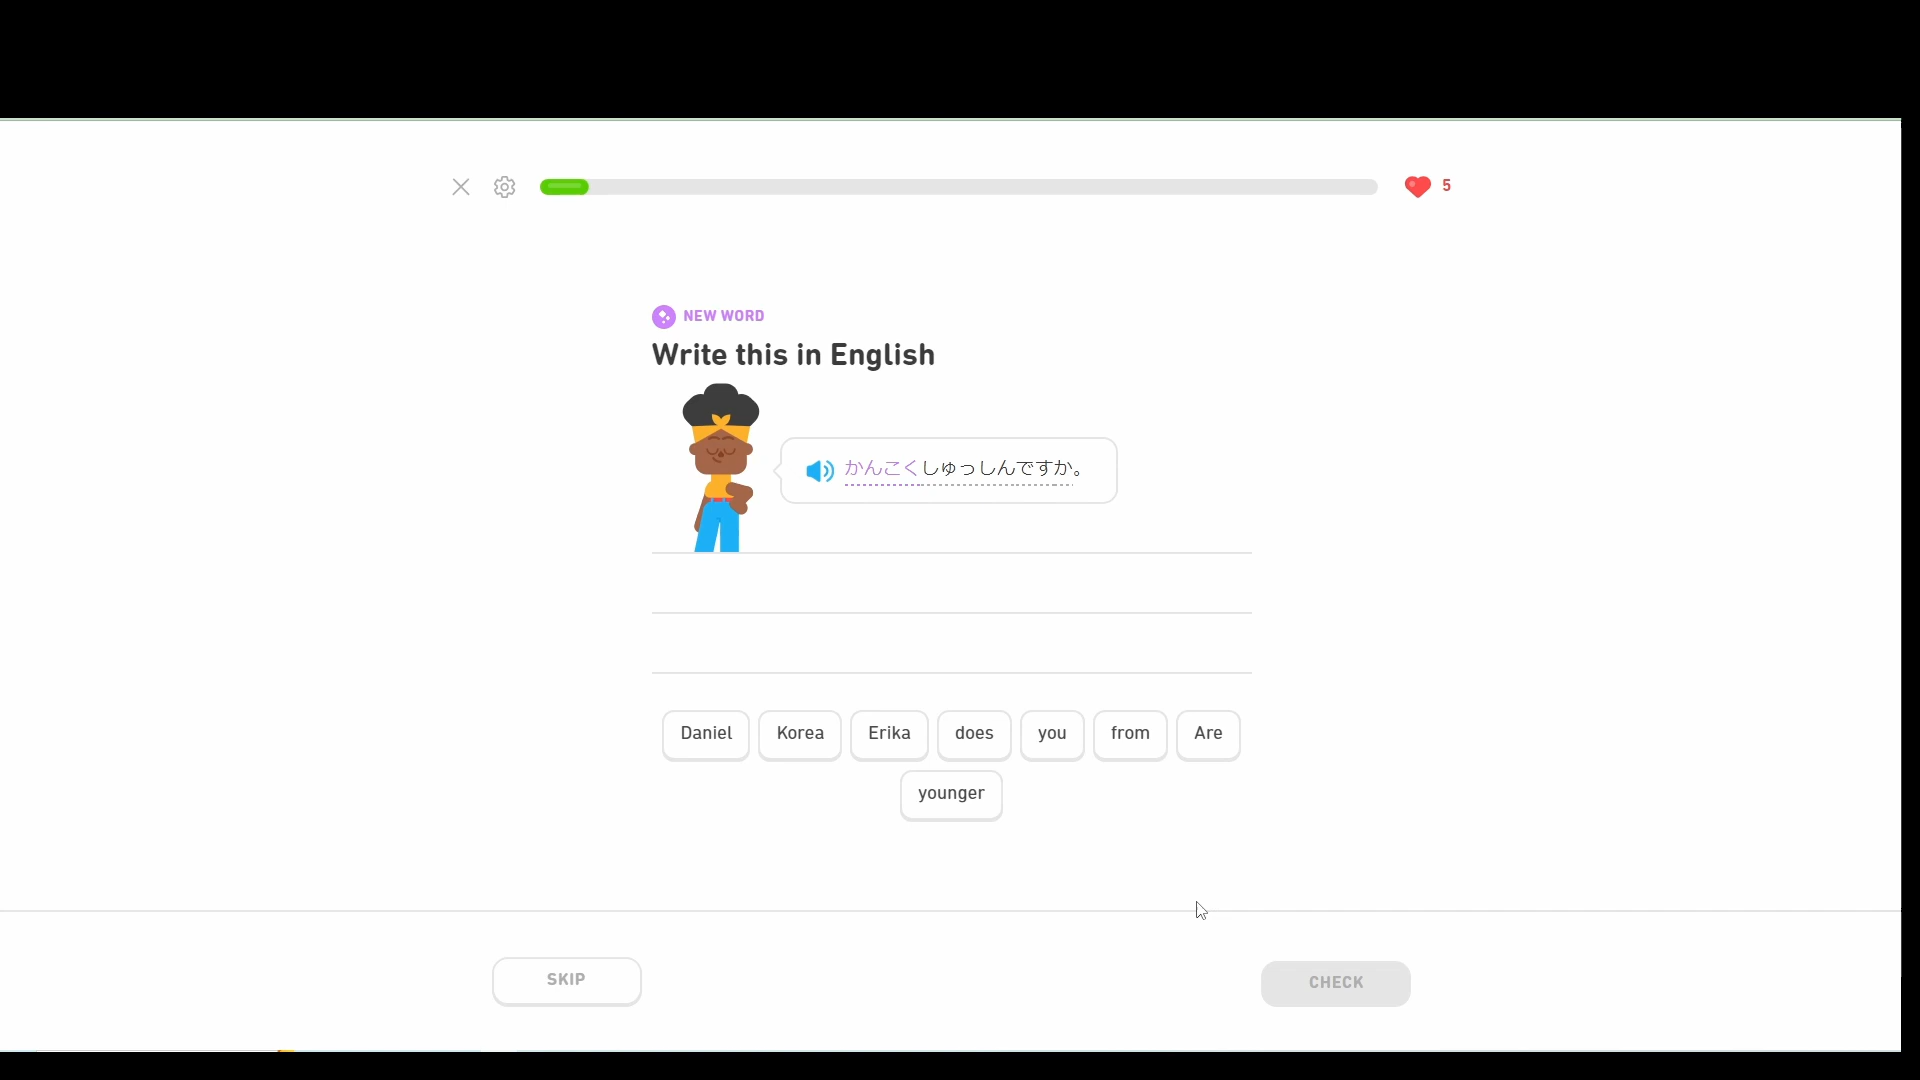 5
NEW WORD
Write this in English
かんこくしゅっしんですか。
Daniel Korea Erika does you from Are
younger
SKIP CHECK